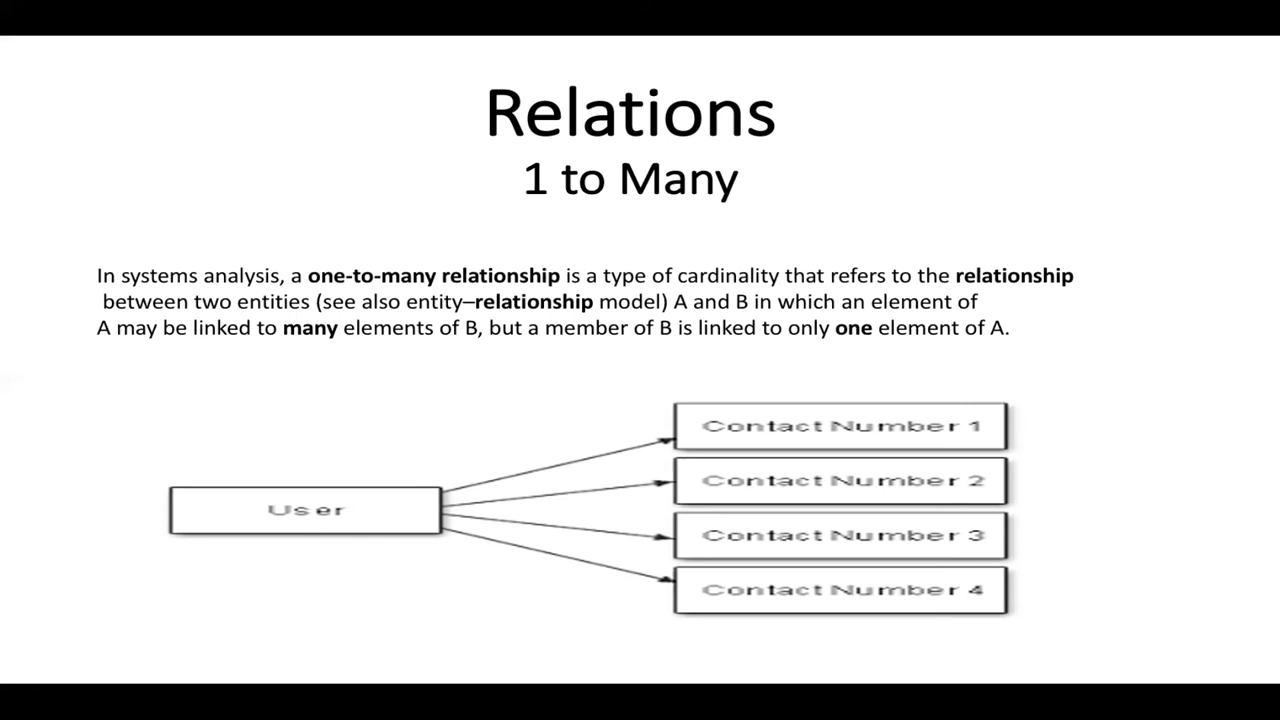 Relations
1 to Many
In systems analysis, a one-to-many relationship is a type of cardinality that refers to the relationship
between two entities (see also entity–relationship model) A and B in which an element of
A may be linked to many elements of B, but a member of B is linked to only one element of A.
User
Contact Number 1
Contact Number 2
Contact Number 3
Contact Number 4